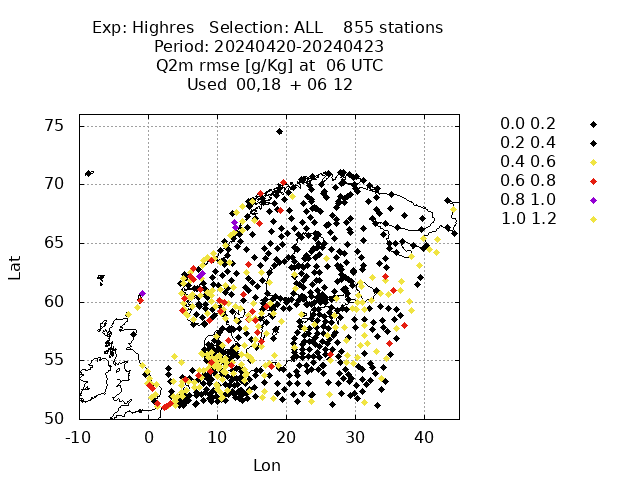 Exp: Highres Selection: ALL 855 stations
Period: 20240420-20240423
Q2m rmse [g/Kg] at 06 UTC
Used 00,18 + 06 12
75
70
65
60
55
50
Lat
-10 0 10 20 30 40
Lon
0.0 0.2
0.2 0.4
0.4 0.6
0.6 0.8
0.8 1.0
1.0 1.2